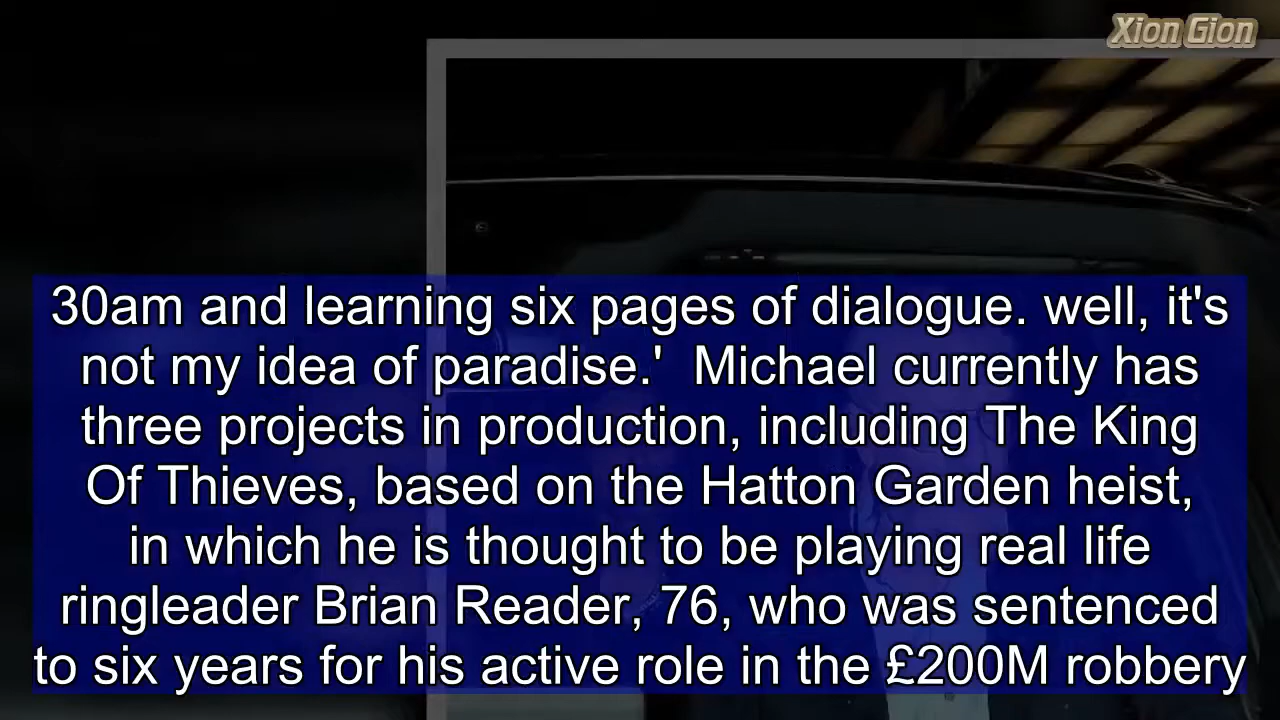 Xion Gion
30am and learning six pages of dialogue. well, it's
not my idea of paradise.'  Michael currently has
three projects in production, including The King
Of Thieves, based on the Hatton Garden heist,
in which he is thought to be playing real life
ringleader Brian Reader, 76, who was sentenced
to six years for his active role in the £200M robbery